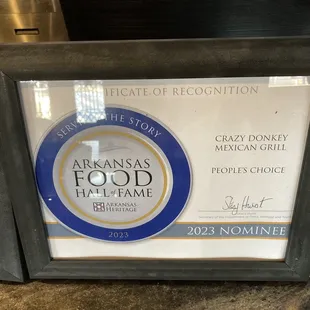 OF RECOGNITION
SERVING THE STORY
ARKANSAS
FOOD
HALL of FAME
ARKANSAS HERITAGE
2023
CRAZY DONKEY
MEXICAN GRILL
PEOPLE'S CHOICE
2023 NOMINEE